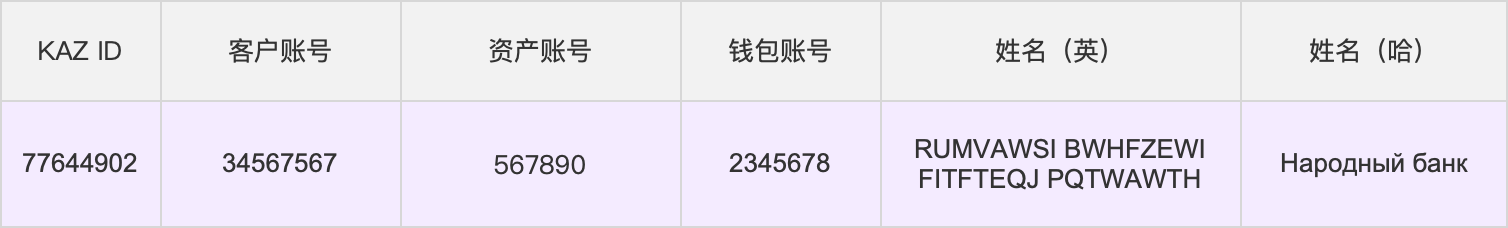 KAZ ID 客户账号 资产账号 钱包账号 姓名（英） 姓名（哈）
77644902 34567567 567890 2345678 RUMVAWSI BWHFZEWI FITFTEQJ PQTWAWTH Народный банк